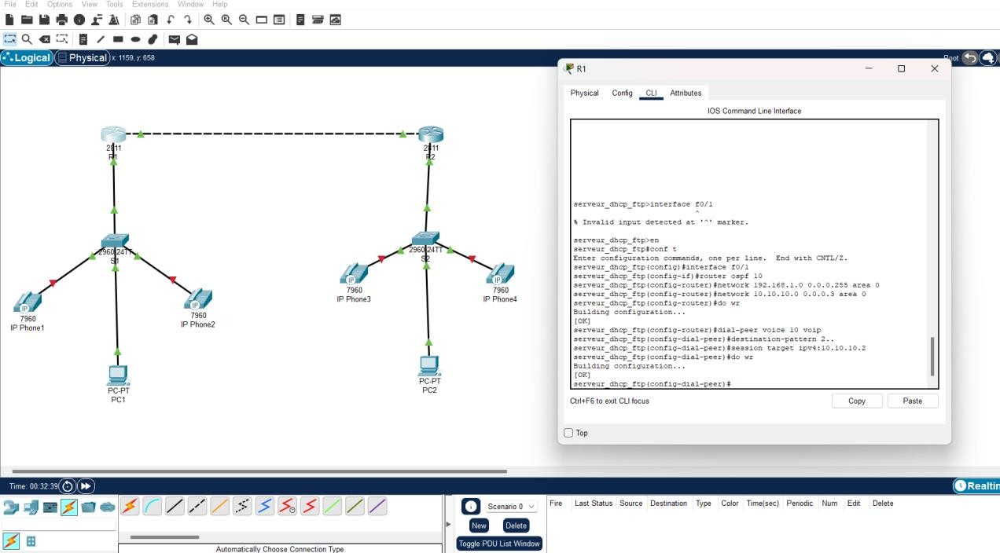 File Edit Options View Tools Extensions Window Help
Logical Physical x: 1159, y: 658
Root
2811
R1
2811
R2
2960-24TT
S1
2960-24TT
S2
IP
7960
IP Phone1
IP
7960
IP Phone2
IP
7960
IP Phone3
IP
7960
IP Phone4
PC-PT
PC1
PC-PT
PC2
R1
Physical Config CLI Attributes
IOS Command Line Interface
serveur_dhcp_ftp>interface f0/1
^
% Invalid input detected at '^' marker.
serveur_dhcp_ftp>en
serveur_dhcp_ftp#conf t
Enter configuration commands, one per line. End with CNTL/Z.
serveur_dhcp_ftp(config)#interface f0/1
serveur_dhcp_ftp(config-if)#router ospf 10
serveur_dhcp_ftp(config-router)#network 192.168.1.0 0.0.0.255 area 0
serveur_dhcp_ftp(config-router)#network 10.10.10.0 0.0.0.3 area 0
serveur_dhcp_ftp(config-router)#do wr
Building configuration...
[OK]
serveur_dhcp_ftp(config-router)#dial-peer voice 10 voip
serveur_dhcp_ftp(config-dial-peer)#destination-pattern 2..
serveur_dhcp_ftp(config-dial-peer)#session target ipv4:10.10.10.2
serveur_dhcp_ftp(config-dial-peer)#do wr
Building configuration...
[OK]
serveur_dhcp_ftp(config-dial-peer)#
Ctrl+F6 to exit CLI focus Copy Paste
Top
Time: 00:32:39
Realtim
Scenario 0
New Delete
Toggle PDU List Window
Fire Last Status Source Destination Type Color Time(sec) Periodic Num Edit Delete
Automatically Choose Connection Type